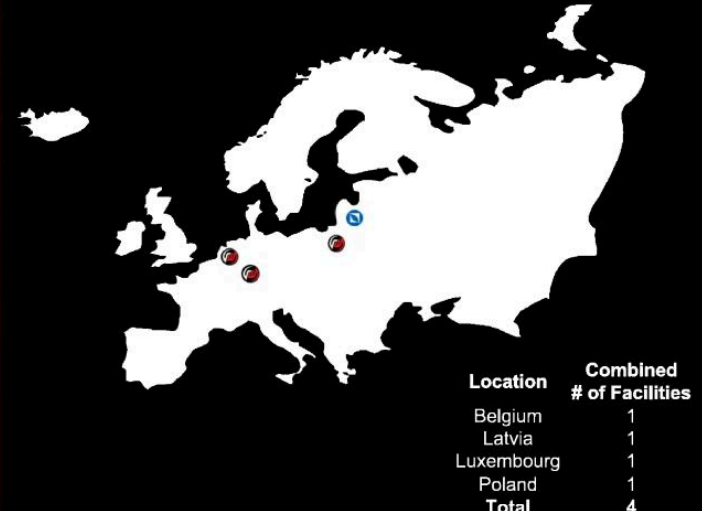 Location Combined # of Facilities
Belgium 1
Latvia 1
Luxembourg 1
Poland 1
Total 4